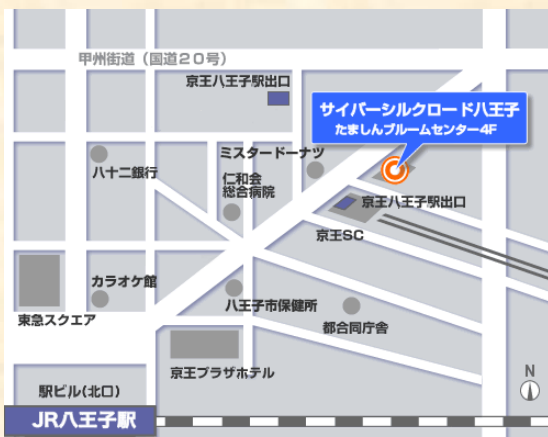 甲州街道（国道20号）
京王八王子駅出口
サイバーシルクロード八王子
たましんブルームセンター4F
ミスタードーナツ
八十二銀行
仁和会
総合病院
京王八王子駅出口
京王SC
カラオケ館
八王子市保健所
東急スクエア
都合同庁舎
京王プラザホテル
N
駅ビル(北口)
JR八王子駅